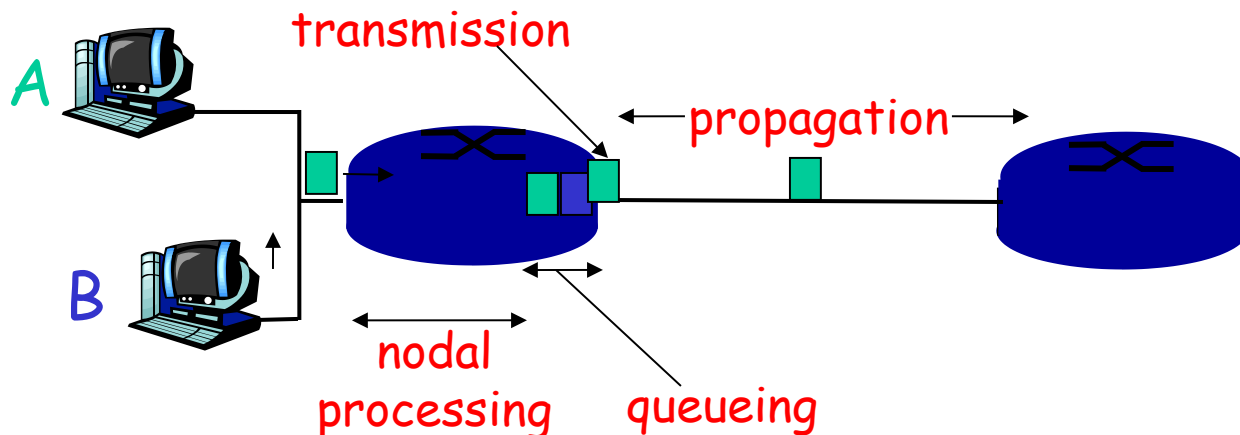 transmission
A
propagation
B
nodal
processing
queueing